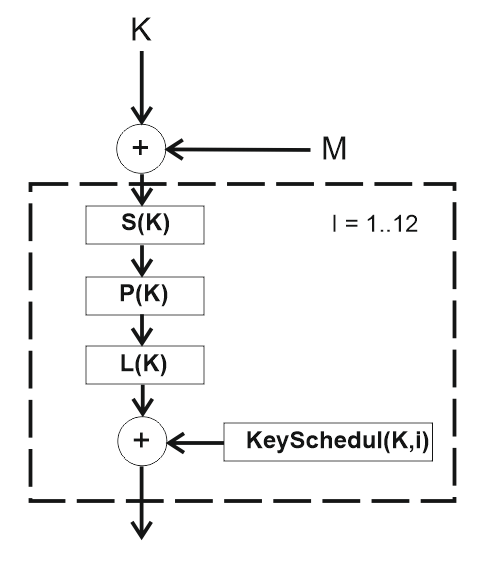 K
+
M
S(K)
I = 1..12
P(K)
L(K)
+
KeySchedul(K,i)